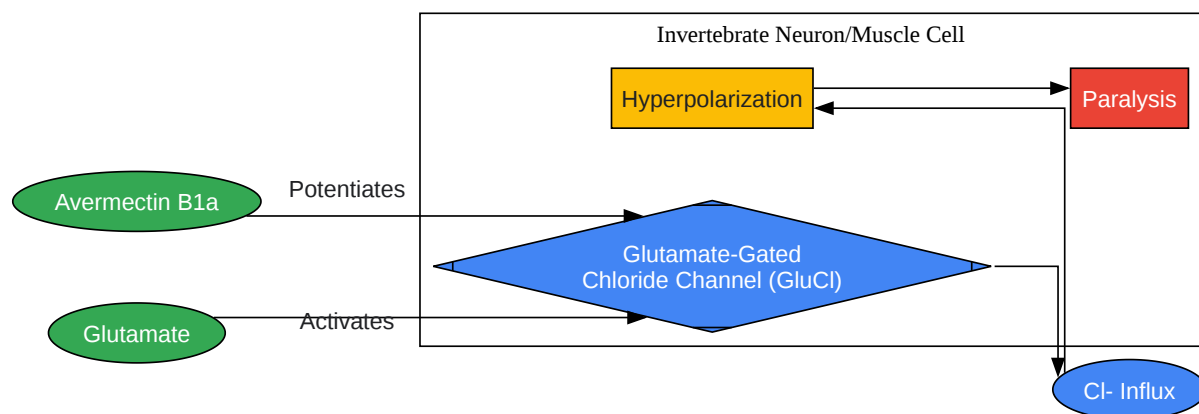 Invertebrate Neuron/Muscle Cell
Hyperpolarization
Paralysis
Avermectin B1a
Potentiates
Glutamate-Gated
Chloride Channel (GluCl)
Glutamate
Activates
Cl- Influx